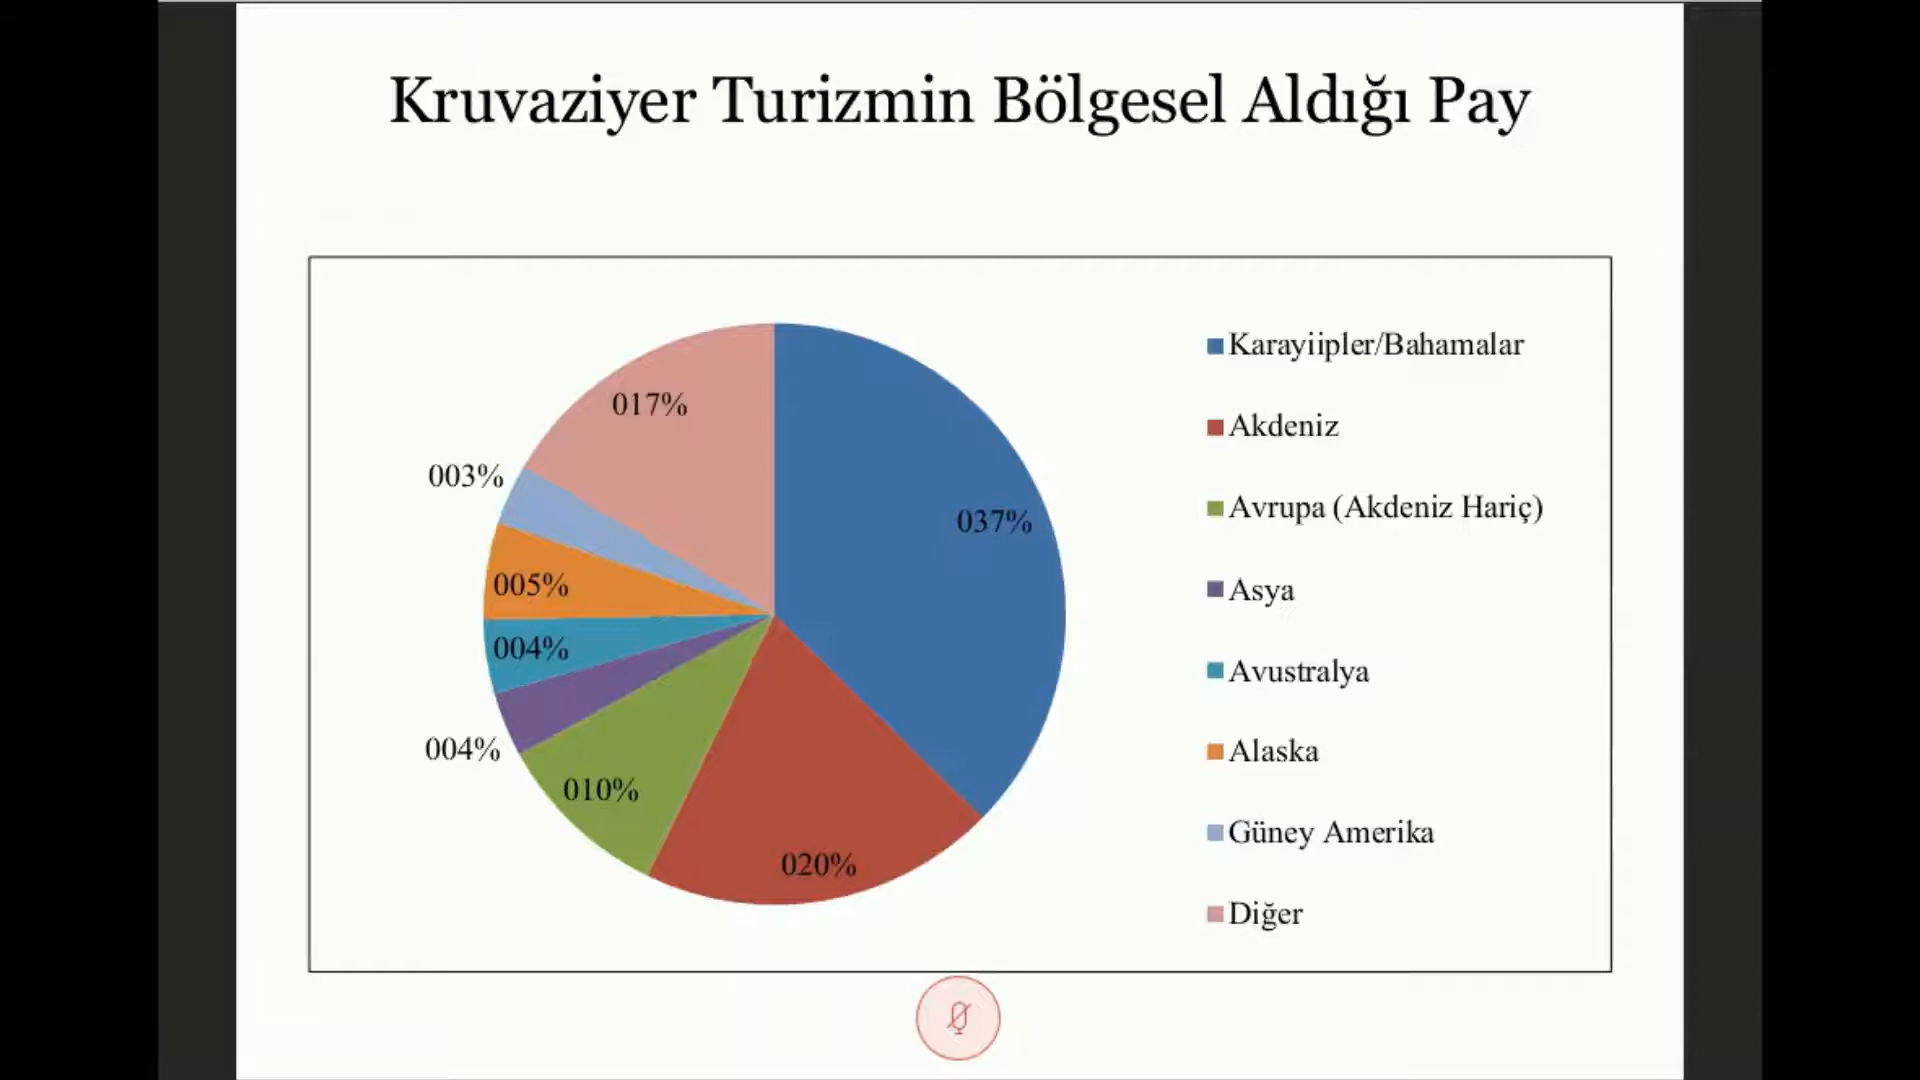 Kruvaziyer Turizmin Bölgesel Aldığı Pay
017%
003%
037%
005%
004%
004%
010%
020%
Karayiipler/Bahamalar
Akdeniz
Avrupa (Akdeniz Hariç)
Asya
Avustralya
Alaska
Güney Amerika
Diğer